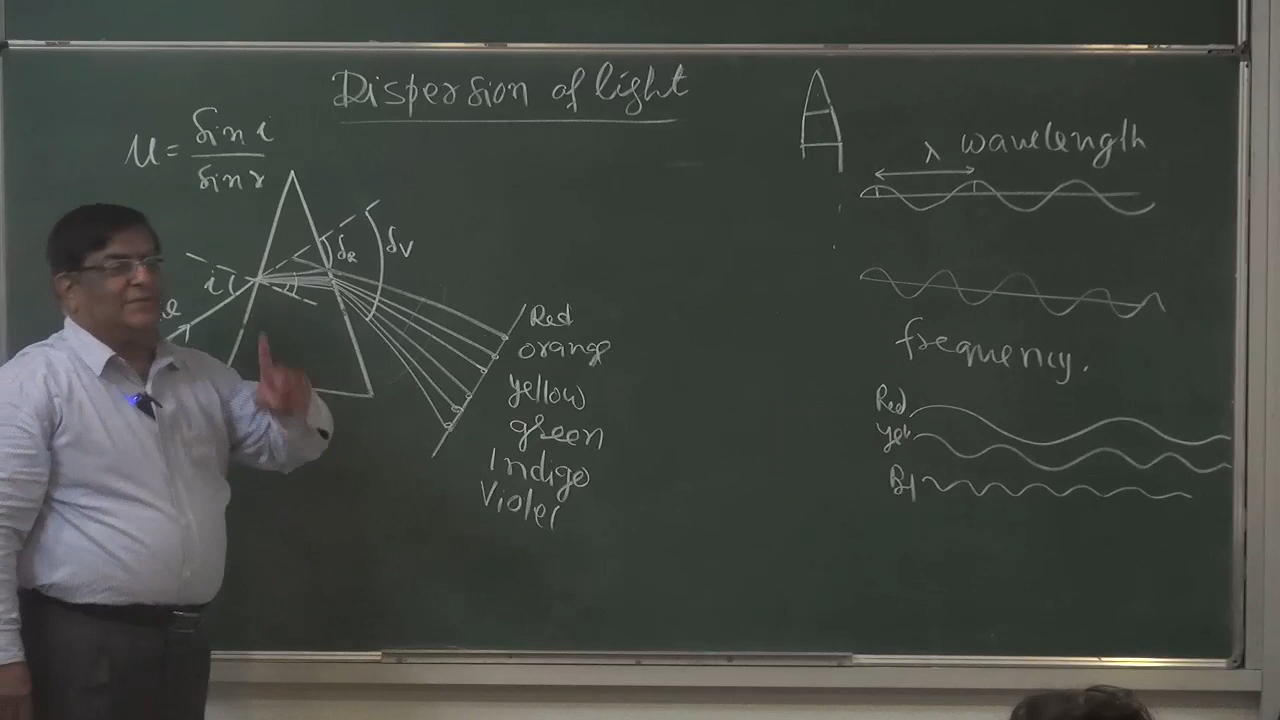 Dispersion of light
μ = sin i
sin r
i
δR
δV
Red
orange
yellow
green
Indigo
Violet
A
λ
wavelength
frequency.
Red
Yel
Bl